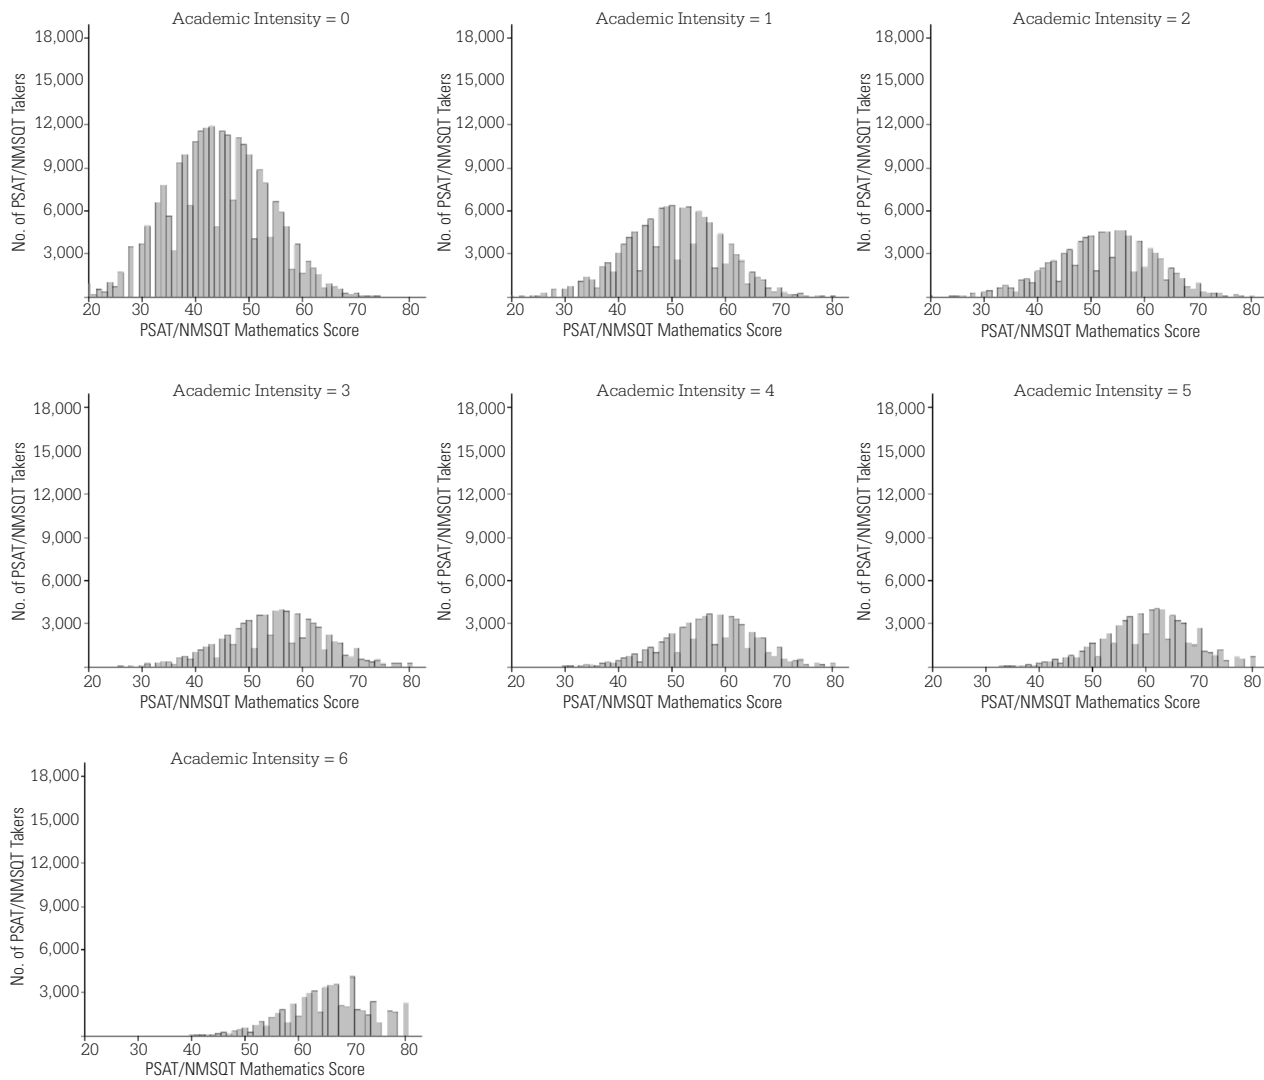 Academic Intensity = 0
No. of PSAT/NMSQT Takers
18,000
15,000
12,000
9,000
6,000
3,000
20 30 40 50 60 70 80
PSAT/NMSQT Mathematics Score
Academic Intensity = 1
No. of PSAT/NMSQT Takers
18,000
15,000
12,000
9,000
6,000
3,000
20 30 40 50 60 70 80
PSAT/NMSQT Mathematics Score
Academic Intensity = 2
No. of PSAT/NMSQT Takers
18,000
15,000
12,000
9,000
6,000
3,000
20 30 40 50 60 70 80
PSAT/NMSQT Mathematics Score
Academic Intensity = 3
No. of PSAT/NMSQT Takers
18,000
15,000
12,000
9,000
6,000
3,000
20 30 40 50 60 70 80
PSAT/NMSQT Mathematics Score
Academic Intensity = 4
No. of PSAT/NMSQT Takers
18,000
15,000
12,000
9,000
6,000
3,000
20 30 40 50 60 70 80
PSAT/NMSQT Mathematics Score
Academic Intensity = 5
No. of PSAT/NMSQT Takers
18,000
15,000
12,000
9,000
6,000
3,000
20 30 40 50 60 70 80
PSAT/NMSQT Mathematics Score
Academic Intensity = 6
No. of PSAT/NMSQT Takers
18,000
15,000
12,000
9,000
6,000
3,000
20 30 40 50 60 70 80
PSAT/NMSQT Mathematics Score